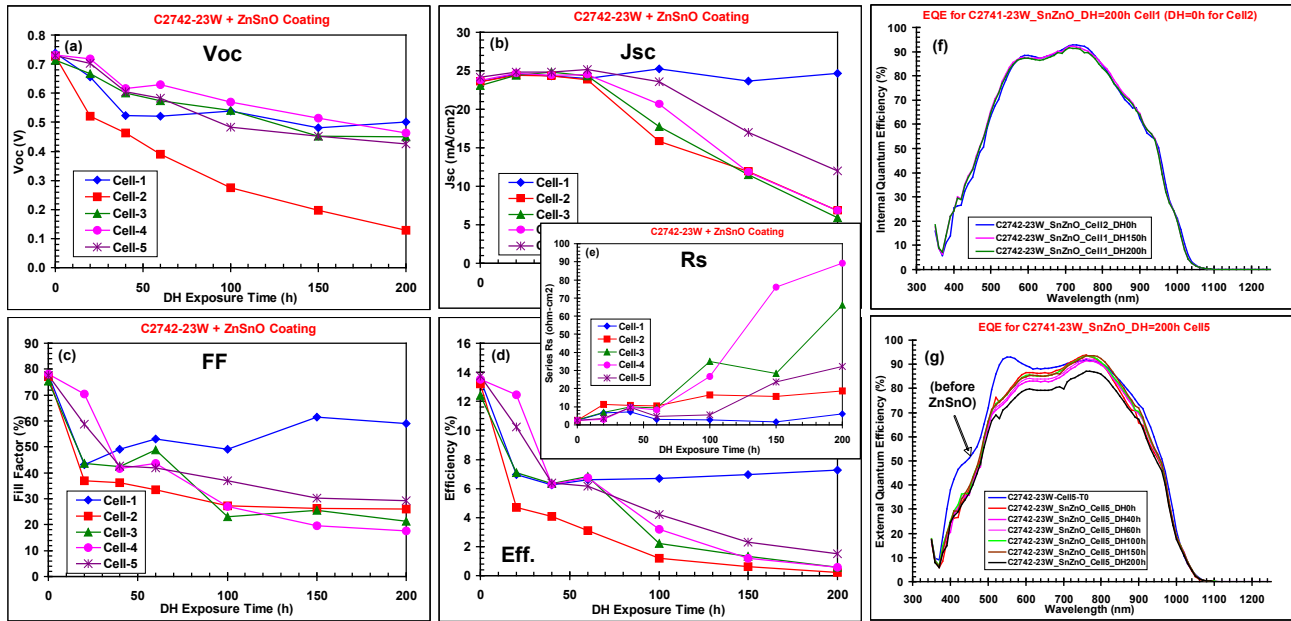 C2742-23W + ZnSnO Coating
(a)
Voc
Voc (V)
0.8
0.7
0.6
0.5
0.4
0.3
0.2
0.1
0.0
Cell-1
Cell-2
Cell-3
Cell-4
Cell-5
0
50
100
150
200
DH Exposure Time (h)
C2742-23W + ZnSnO Coating
(b)
Jsc
Jsc (mA/cm2)
30
25
20
15
10
5
0
Cell-1
Cell-2
Cell-3
0
C2742-23W + ZnSnO Coating
(e)
Rs
Series Rs (ohm-cm2)
100
90
80
70
60
50
40
30
20
10
0
Cell-1
Cell-2
Cell-3
Cell-4
Cell-5
0
50
100
150
200
EQE for C2741-23W_SnZnO_DH=200h Cell1 (DH=0h for Cell2)
(f)
Internal Quantum Efficiency (%)
100
90
80
70
60
50
40
30
20
10
0
C2742-23W_SnZnO_Cell2_DH0h
C2742-23W_SnZnO_Cell1_DH150h
C2742-23W_SnZnO_Cell1_DH200h
300 400 500 600 700 800 900 1000 1100 1200
Wavelength (nm)
C2742-23W + ZnSnO Coating
(c)
FF
Fill Factor (%)
90
80
70
60
50
40
30
20
10
0
Cell-1
Cell-2
Cell-3
Cell-4
Cell-5
0
50
100
150
200
DH Exposure Time (h)
(d)
Eff.
Efficiency (%)
16
14
12
10
8
6
4
2
0
0
50
100
150
200
DH Exposure Time (h)
EQE for C2741-23W_SnZnO_DH=200h Cell5
(g)
(before
ZnSnO)
External Quantum Efficiency (%)
100
90
80
70
60
50
40
30
20
10
0
C2742-23W-Cell5-T0
C2742-23W_SnZnO_Cell5_DH0h
C2742-23W_SnZnO_Cell5_DH40h
C2742-23W_SnZnO_Cell5_DH60h
C2742-23W_SnZnO_Cell5_DH100h
C2742-23W_SnZnO_Cell5_DH150h
C2742-23W_SnZnO_Cell5_DH200h
300 400 500 600 700 800 900 1000 1100 1200
Wavelength (nm)